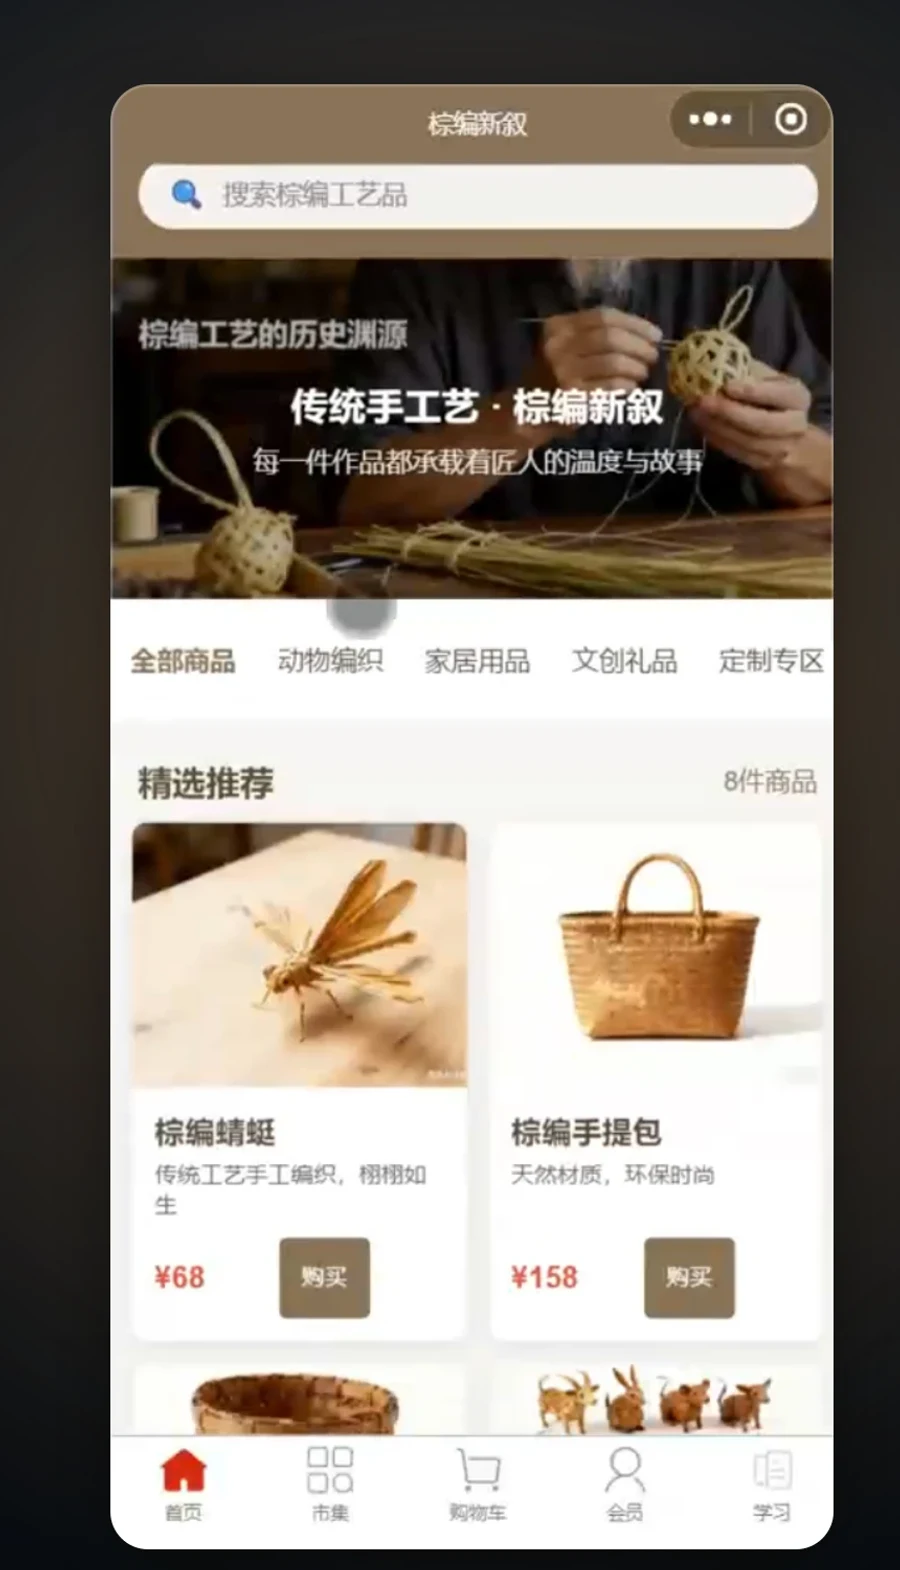 棕编新叙
搜索棕编工艺品
棕编工艺的历史渊源
传统手工艺 · 棕编新叙
每一件作品都承载着匠人的温度与故事
全部商品 动物编织 家居用品 文创礼品 定制专区
精选推荐 8件商品
棕编蜻蜓
传统工艺手工编织，栩栩如
生
¥68 购买
棕编手提包
天然材质，环保时尚
¥158 购买
首页 市集 购物车 会员 学习